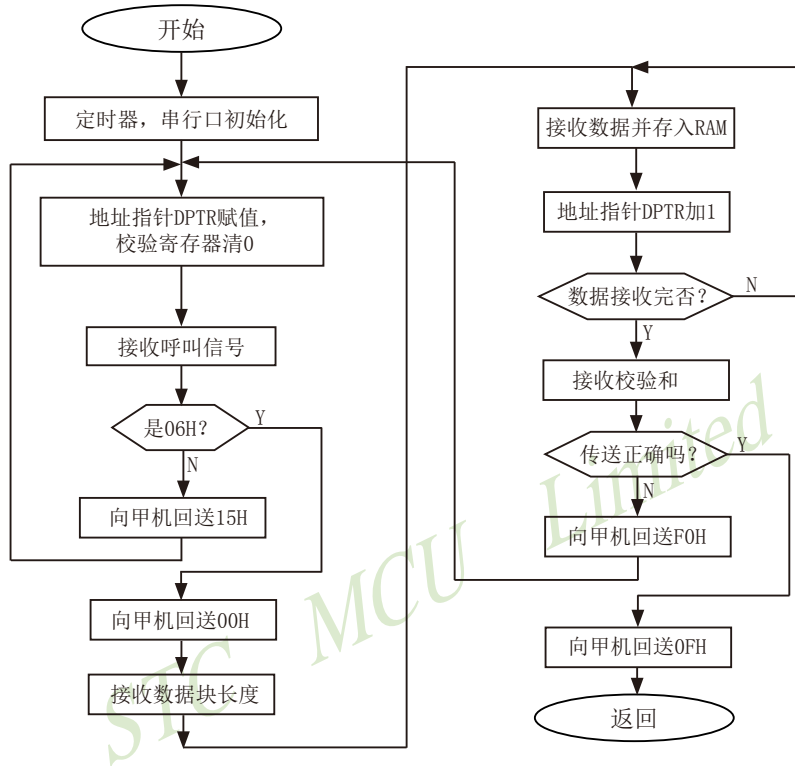 开始
定时器，串行口初始化
地址指针DPTR赋值，
校验寄存器清0
接收呼叫信号
是06H？
Y
N
向甲机回送15H
向甲机回送00H
接收数据块长度
接收数据并存入RAM
地址指针DPTR加1
数据接收完否？
N
Y
接收校验和
传送正确吗？
Y
N
向甲机回送F0H
向甲机回送0FH
返回
STC MCU Limited